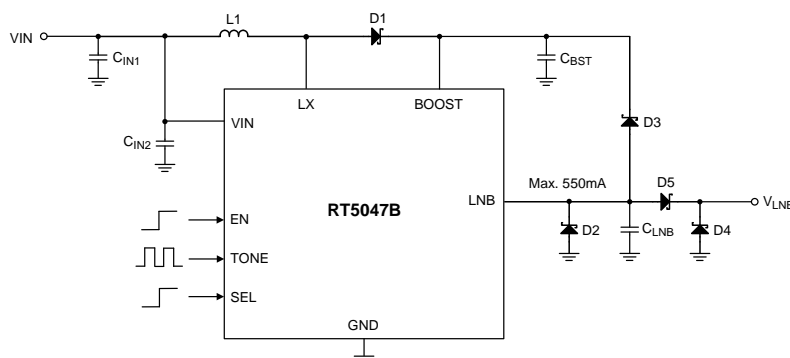 L1
D1
VIN
CIN1
CBST
LX
BOOST
VIN
CIN2
D3
Max. 550mA
D5
LNB
VLNB
RT5047B
EN
D2
CLNB
D4
TONE
SEL
GND